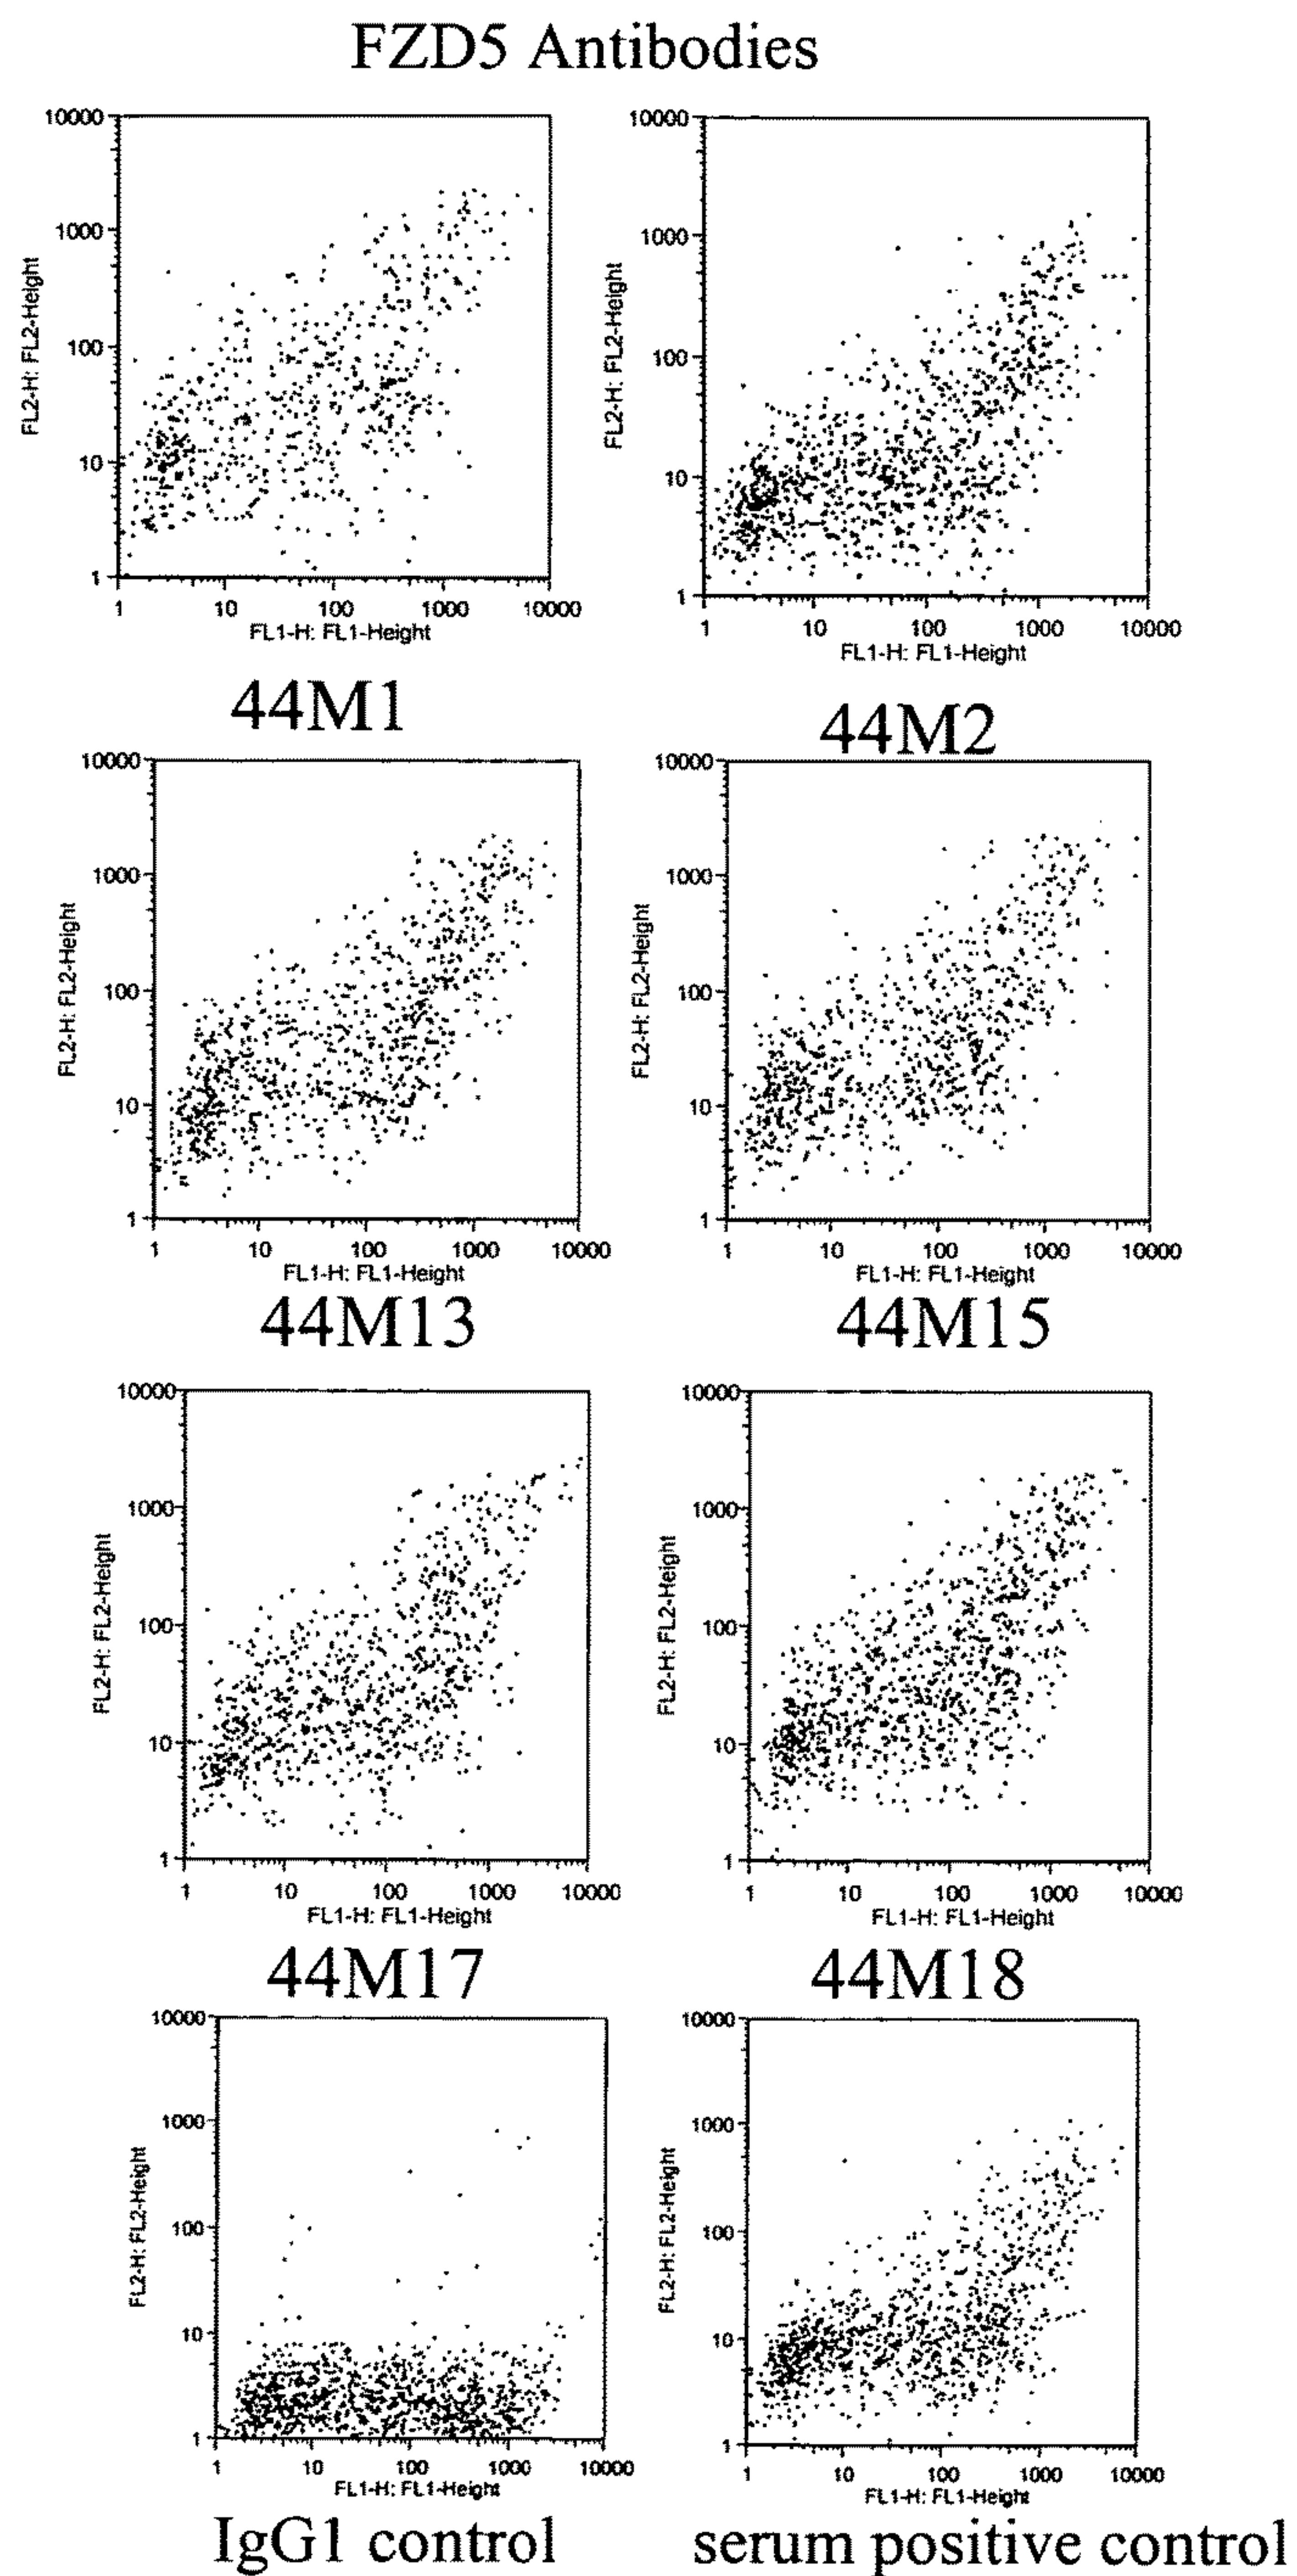 FZD5 Antibodies
10000
1000
100
10
1
FL2-H: FL2-Height
1 10 100 1000 10000
FL1-H: FL1-Height
44M1
10000
1000
100
10
1
FL2-H: FL2-Height
1 10 100 1000 10000
FL1-H: FL1-Height
44M2
10000
1000
100
10
1
FL2-H: FL2-Height
1 10 100 1000 10000
FL1-H: FL1-Height
44M13
10000
1000
100
10
1
FL2-H: FL2-Height
1 10 100 1000 10000
FL1-H: FL1-Height
44M15
10000
1000
100
10
1
FL2-H: FL2-Height
1 10 100 1000 10000
FL1-H: FL1-Height
44M17
10000
1000
100
10
1
FL2-H: FL2-Height
1 10 100 1000 10000
FL1-H: FL1-Height
44M18
10000
1000
100
10
1
FL2-H: FL2-Height
1 10 100 1000 10000
FL1-H: FL1-Height
IgG1 control
10000
1000
100
10
1
FL2-H: FL2-Height
1 10 100 1000 10000
FL1-H: FL1-Height
serum positive control